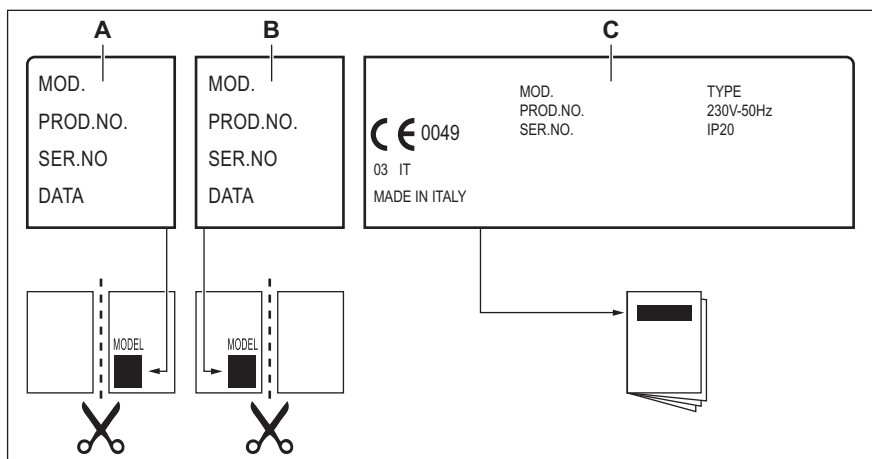 A
B
C
MOD.
PROD.NO.
SER.NO
DATA
MOD.
PROD.NO.
SER.NO
DATA
MOD.
PROD.NO.
SER.NO.
TYPE
230V-50Hz
IP20
CE 0049
03 IT
MADE IN ITALY
MODEL
MODEL